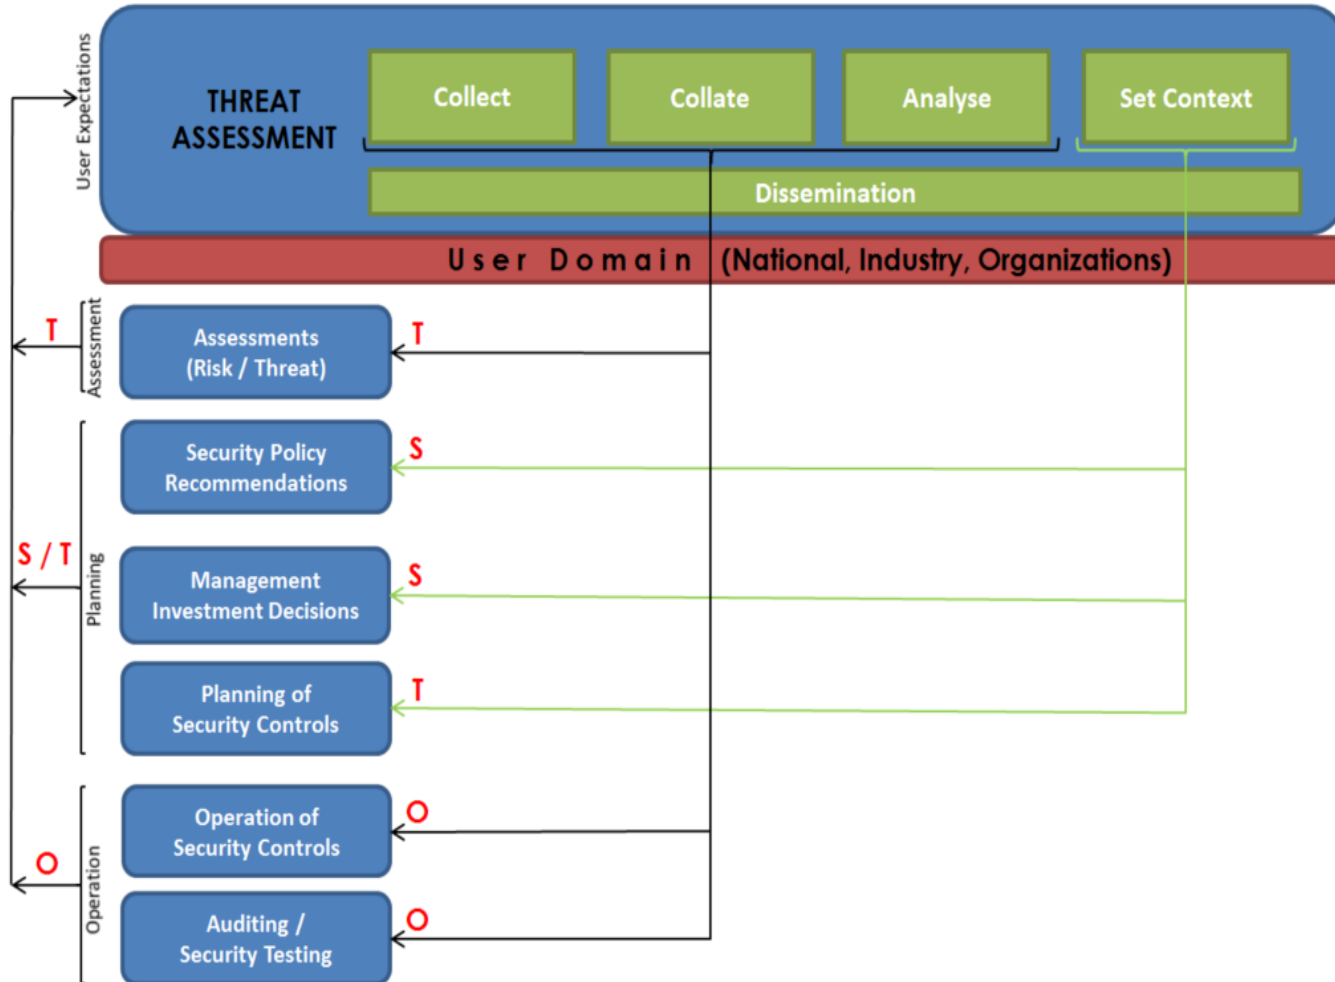 User Expectations
THREAT
ASSESSMENT
Collect
Collate
Analyse
Set Context
Dissemination
User Domain (National, Industry, Organizations)
Assessment
T
Assessments
(Risk / Threat)
T
Planning
S / T
Security Policy
Recommendations
S
Management
Investment Decisions
S
Planning of
Security Controls
T
Operation
O
Operation of
Security Controls
O
Auditing /
Security Testing
O